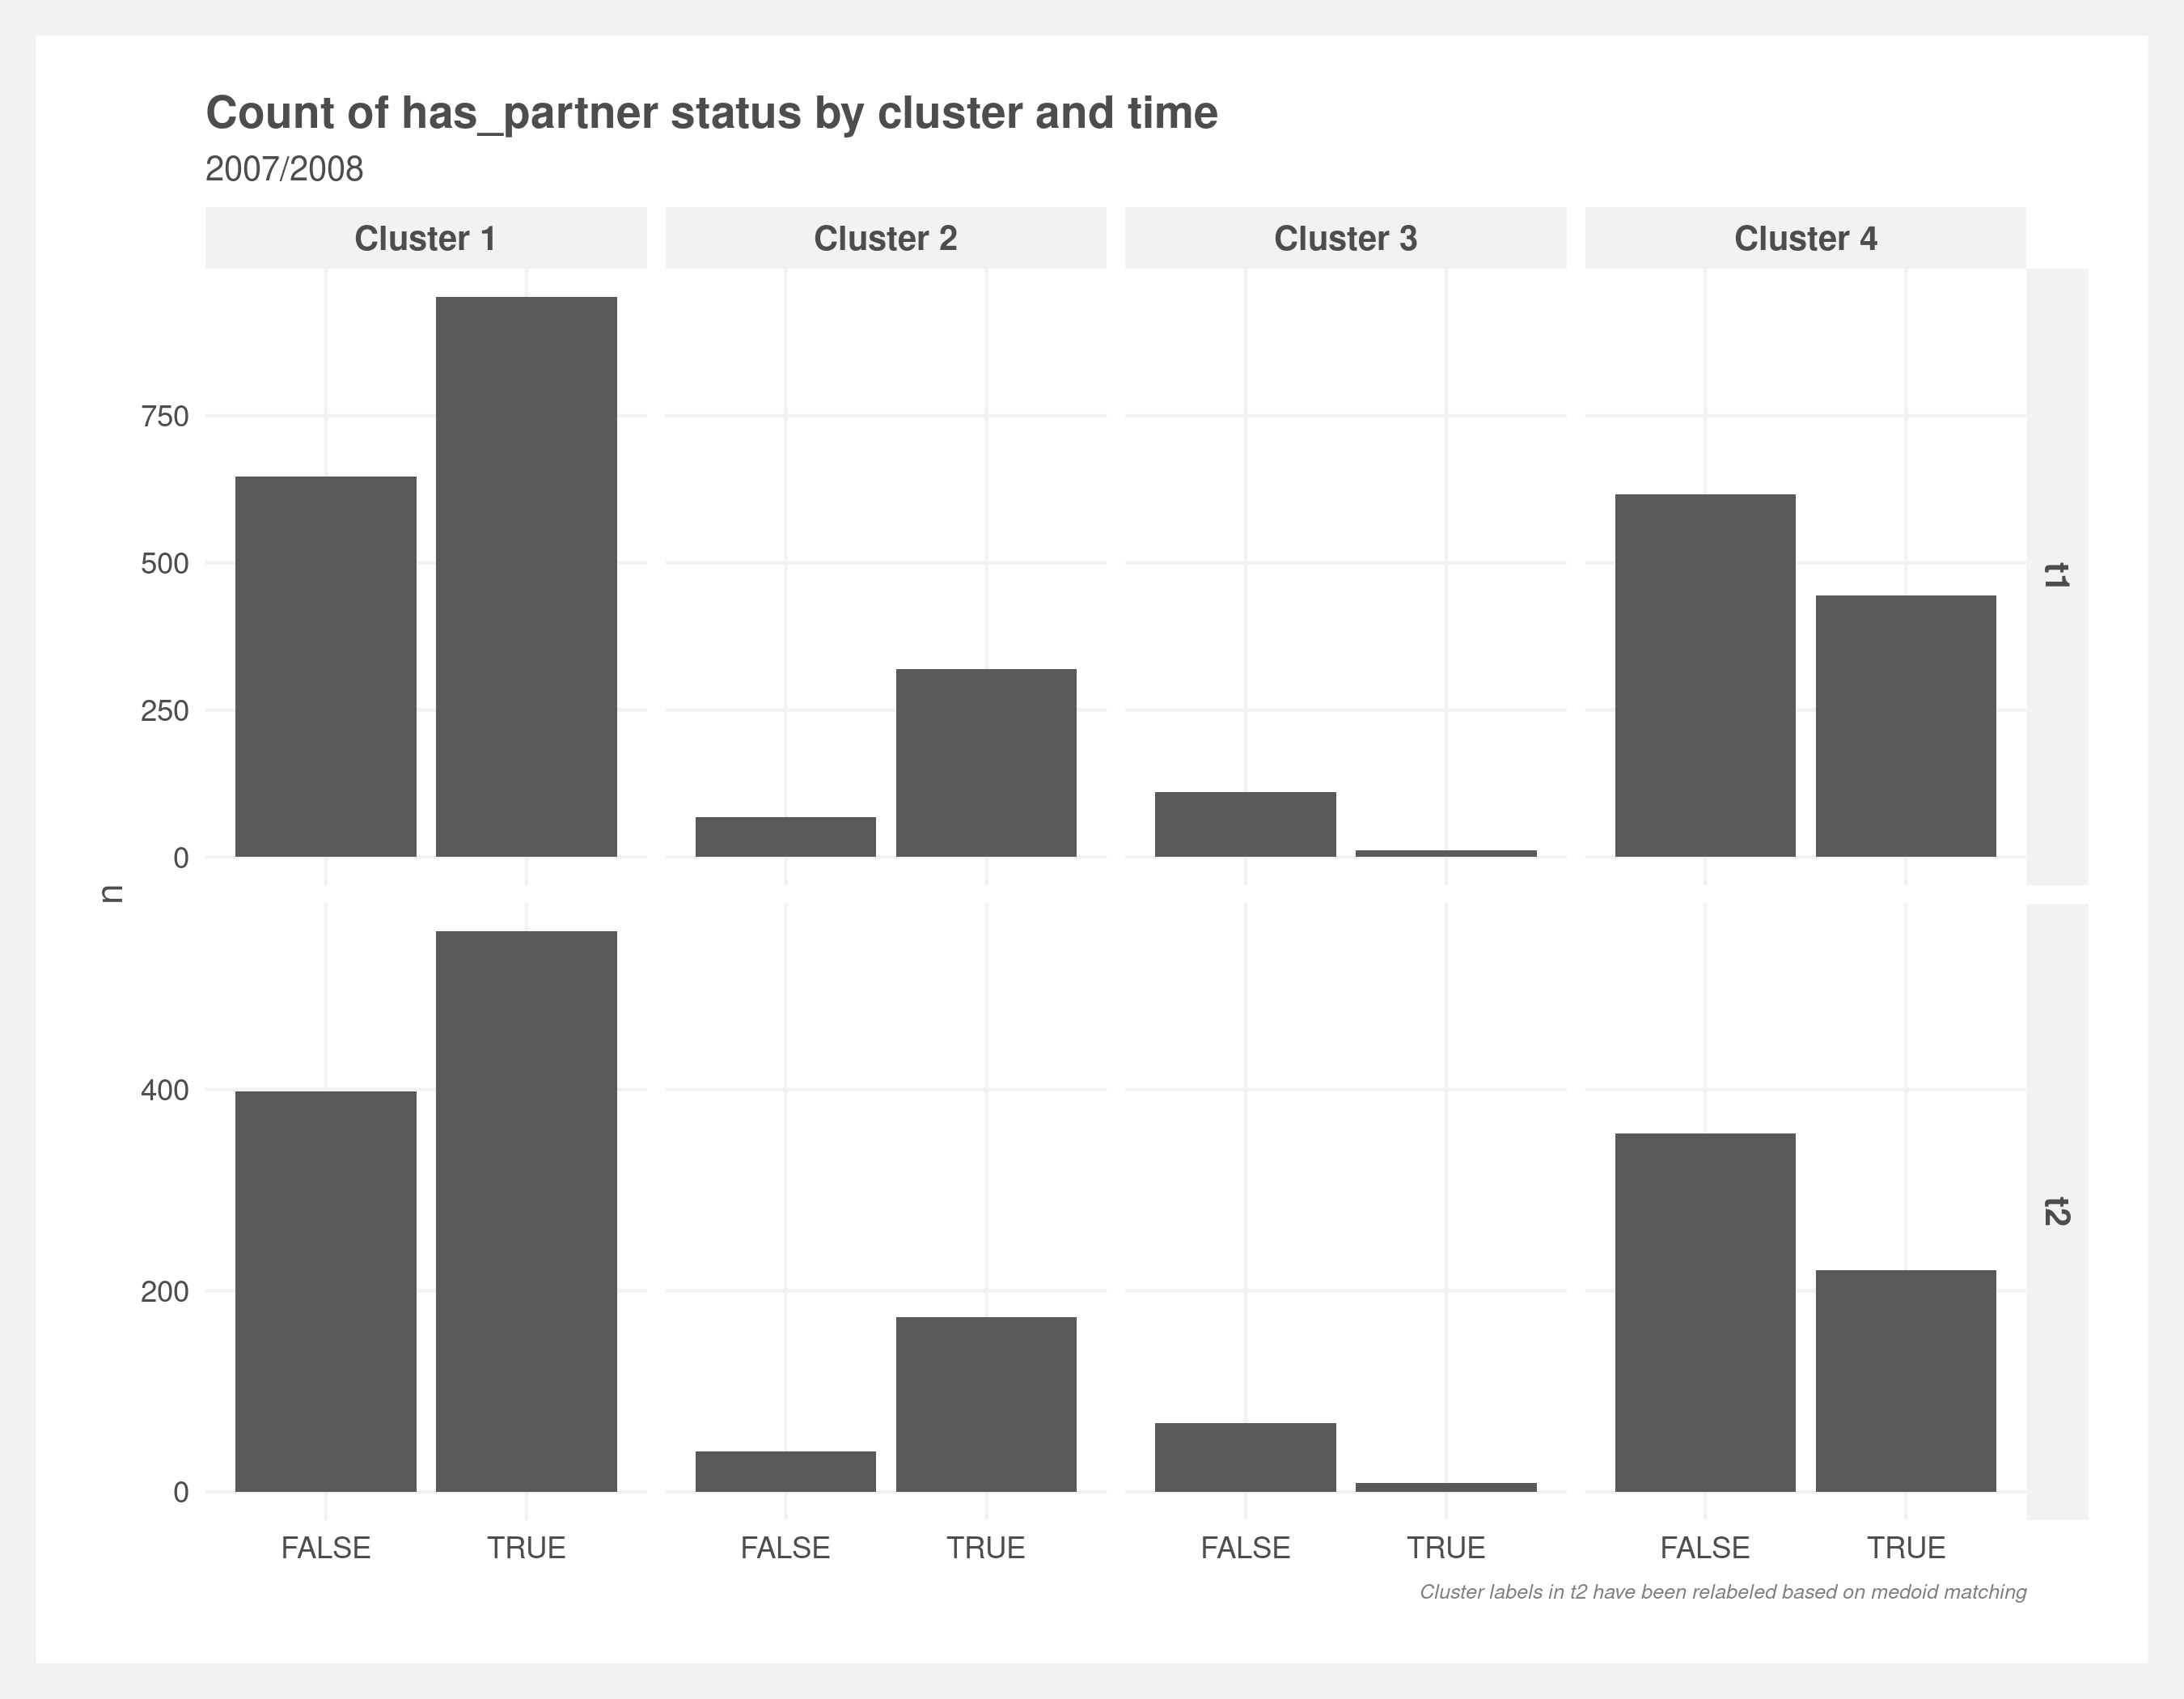 Count of has_partner status by cluster and time
2007/2008
Cluster 1 Cluster 2 Cluster 3 Cluster 4
750
500
250
0
t1
n
400
200
0
t2
FALSE TRUE FALSE TRUE FALSE TRUE FALSE TRUE
Cluster labels in t2 have been relabeled based on medoid matching